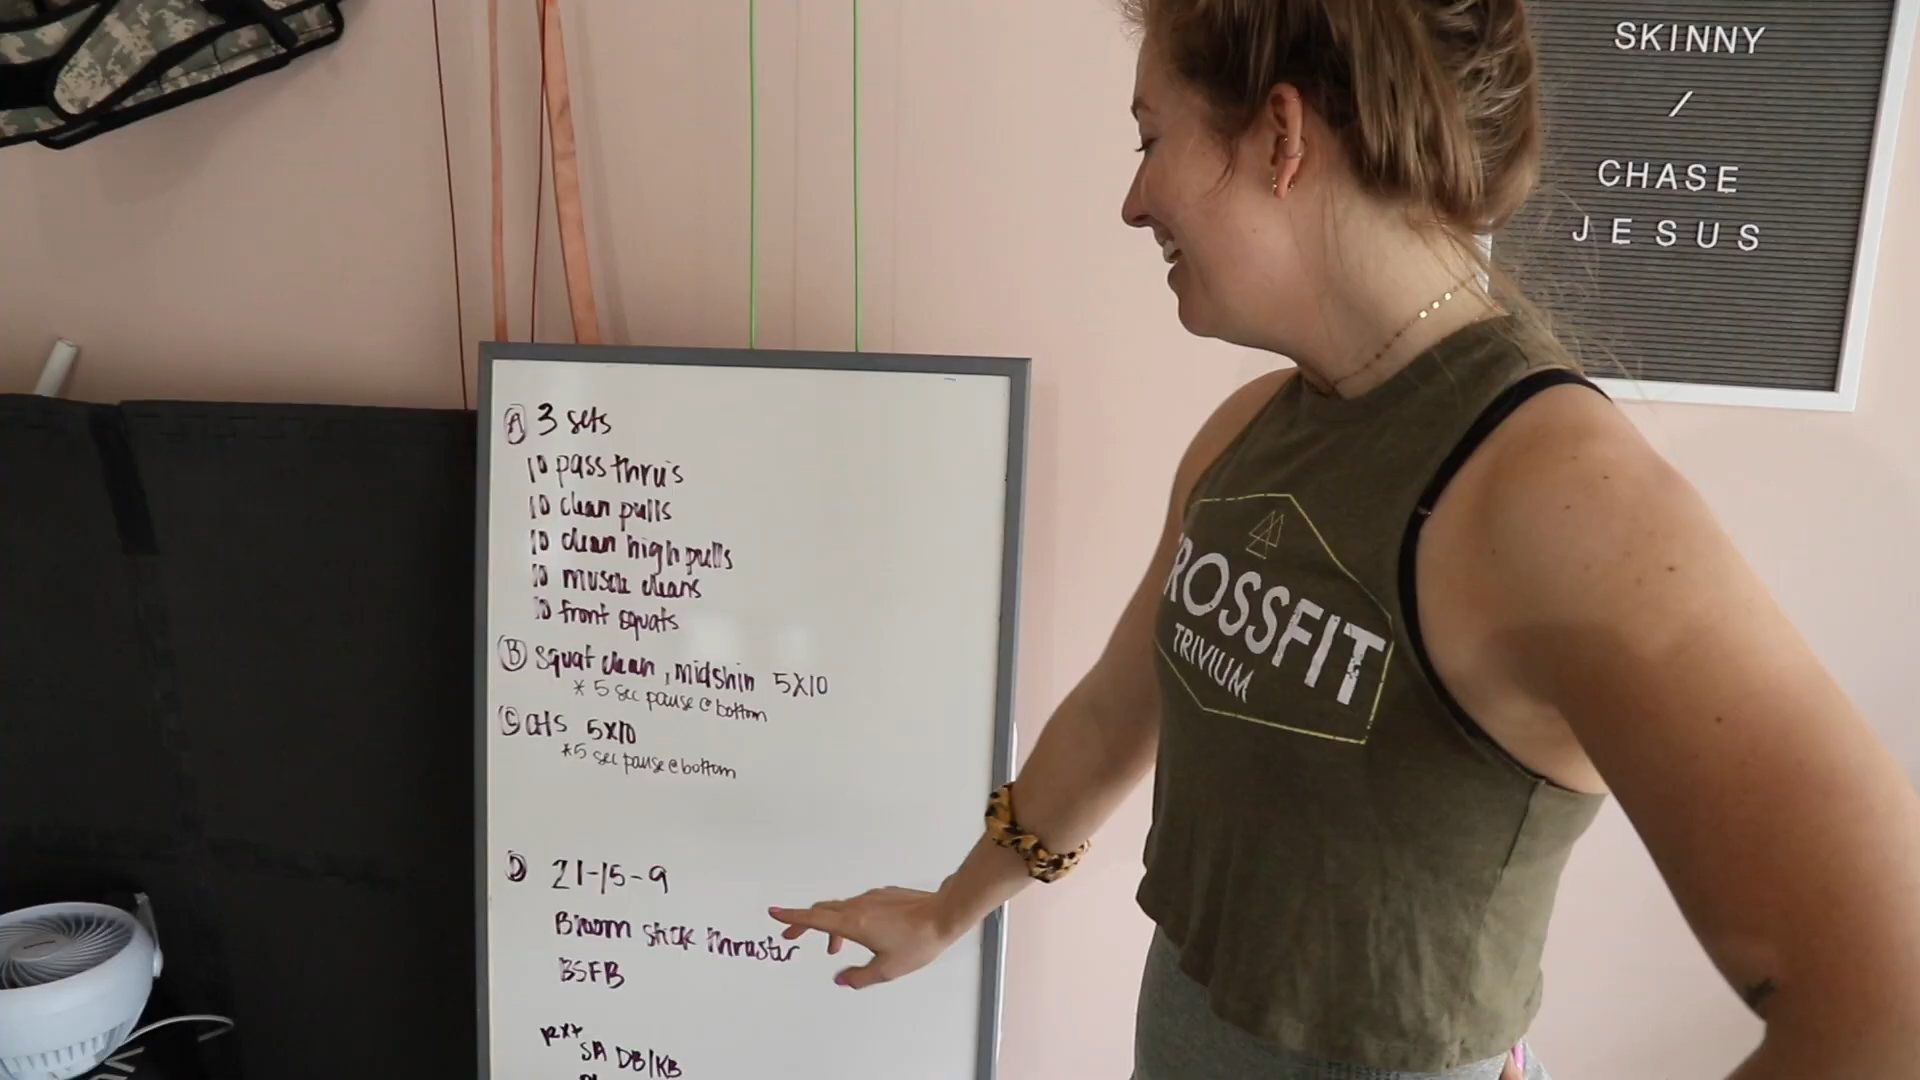 A 3 sets
10 pass thru's
10 clean pulls
10 clean high pulls
10 muscle cleans
10 front squats
B squat clean, midshin 5X10
* 5 sec pause @ bottom
C OHS 5X10
*5 sec pause @ bottom
D 21-15-9
Broom stick thruster
BSFB
RX+
SA DB/KB
SKINNY
/
CHASE
JESUS
ROSSFIT
TRIVIUM